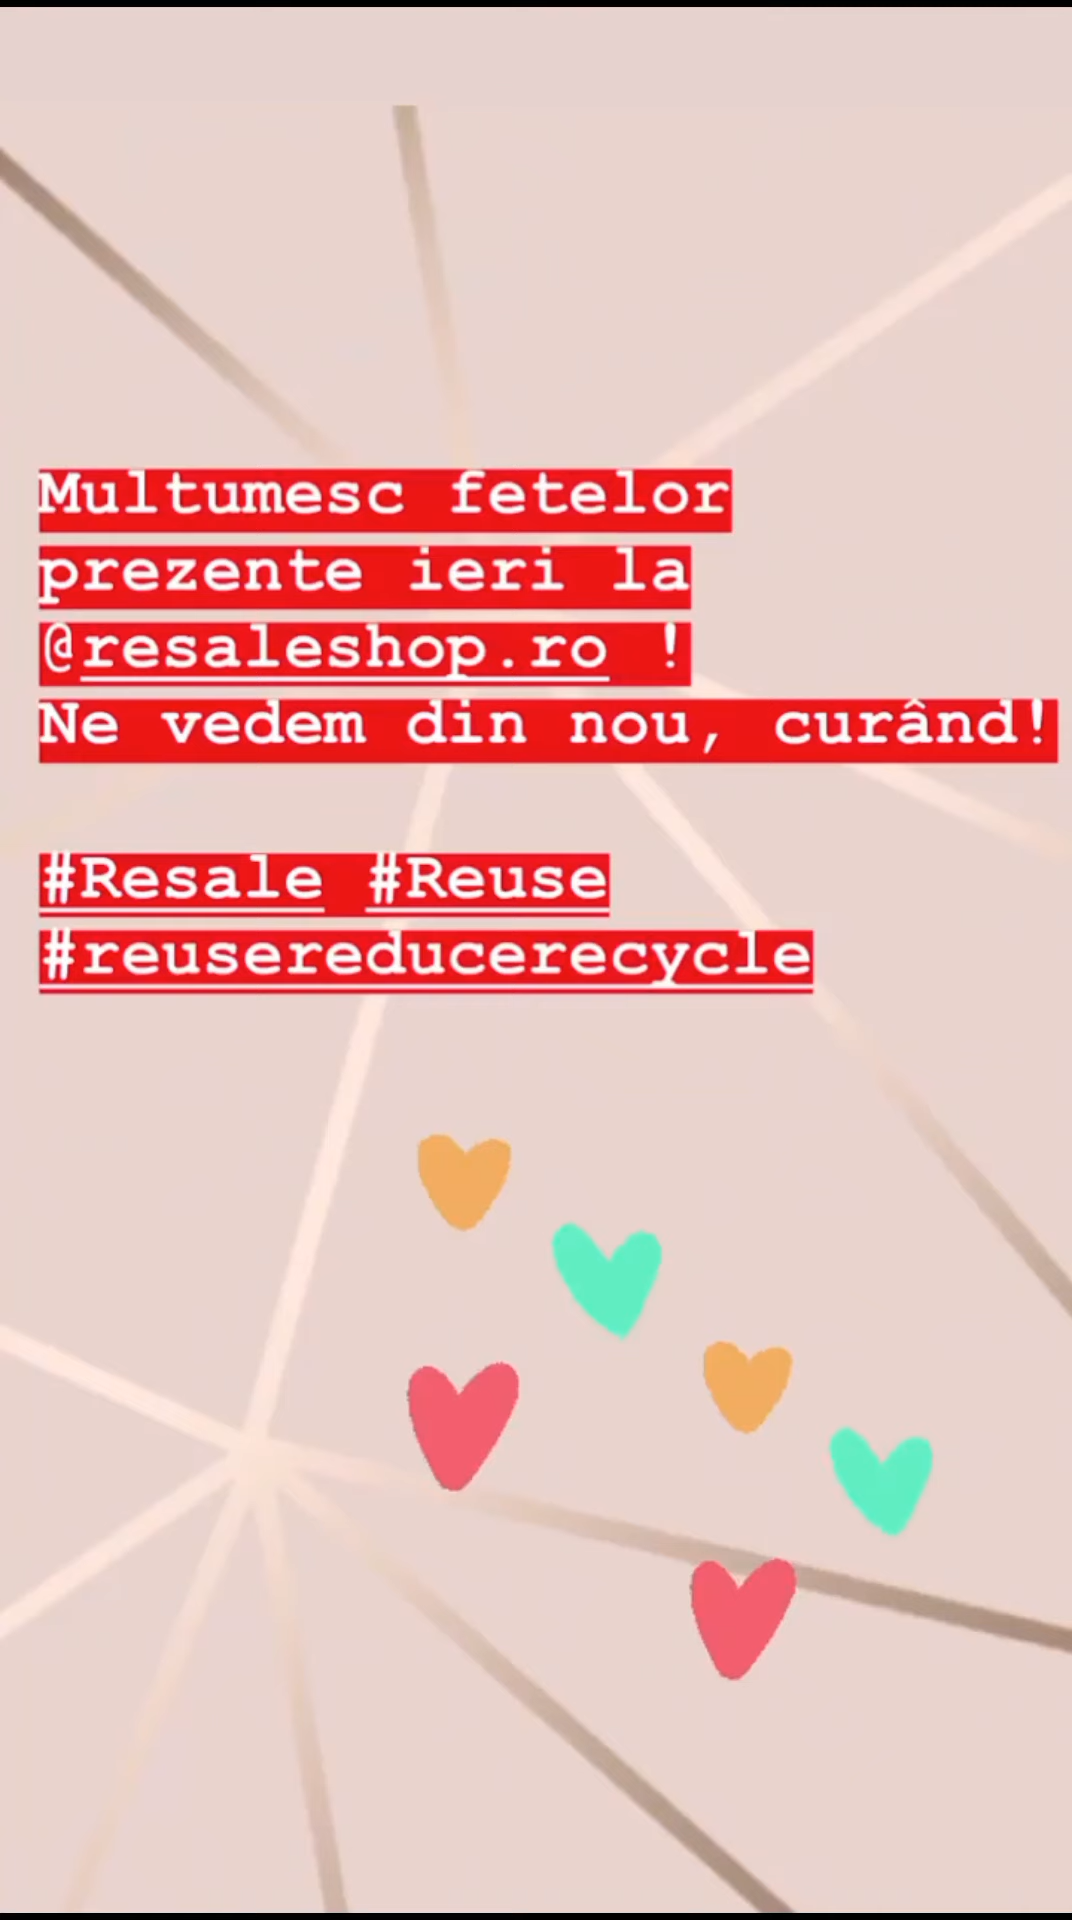 Multumesc fetelor
prezente ieri la
@resaleshop.ro !
Ne vedem din nou, curând!
#Resale #Reuse
#reusereducerecycle